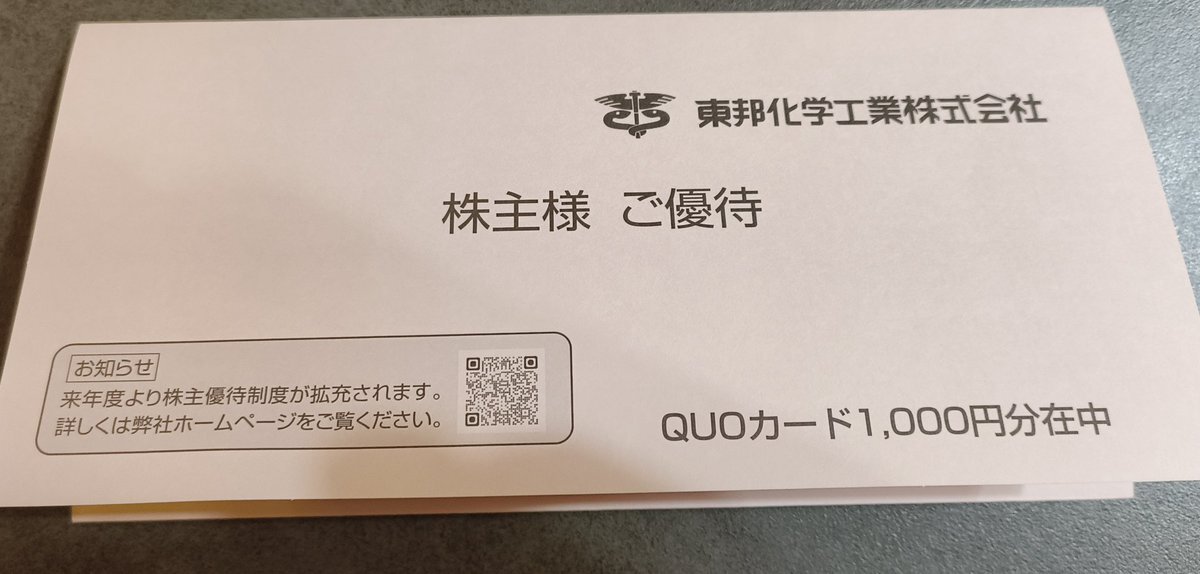 東邦化学工業株式会社
株主様 ご優待
お知らせ
来年度より株主優待制度が拡充されます。
詳しくは弊社ホームページをご覧ください。
QUOカード1,000円分在中